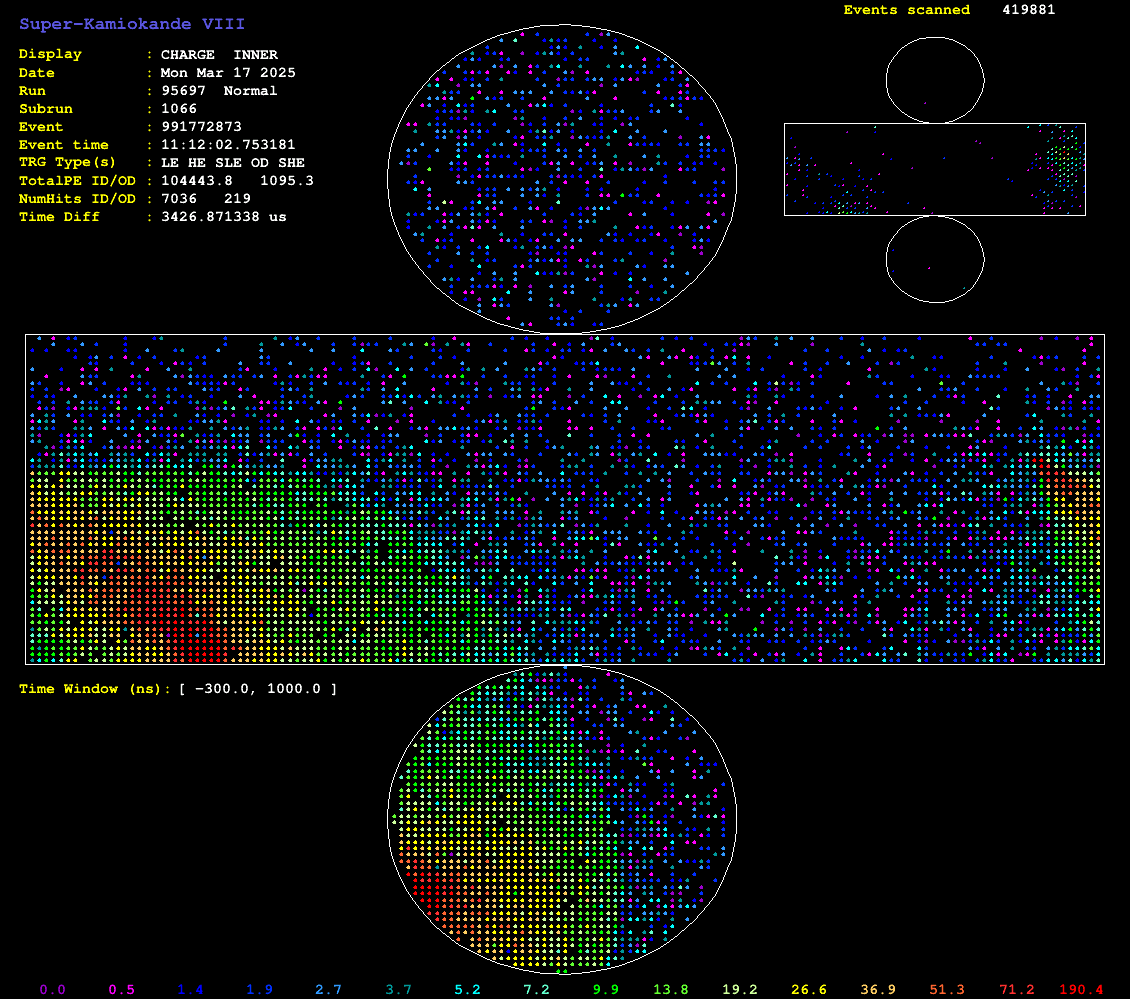 Super-Kamiokande VIII
Events scanned 419881
Display : CHARGE INNER
Date : Mon Mar 17 2025
Run : 95697 Normal
Subrun : 1066
Event : 991772873
Event time : 11:12:02.753181
TRG Type(s) : LE HE SLE OD SHE
TotalPE ID/OD : 104443.8 1095.3
NumHits ID/OD : 7036 219
Time Diff : 3426.871338 us
Time Window (ns): [ −300.0, 1000.0 ]
0.0 0.5 1.4 1.9 2.7 3.7 5.2 7.2 9.9 13.8 19.2 26.6 36.9 51.3 71.2 190.4